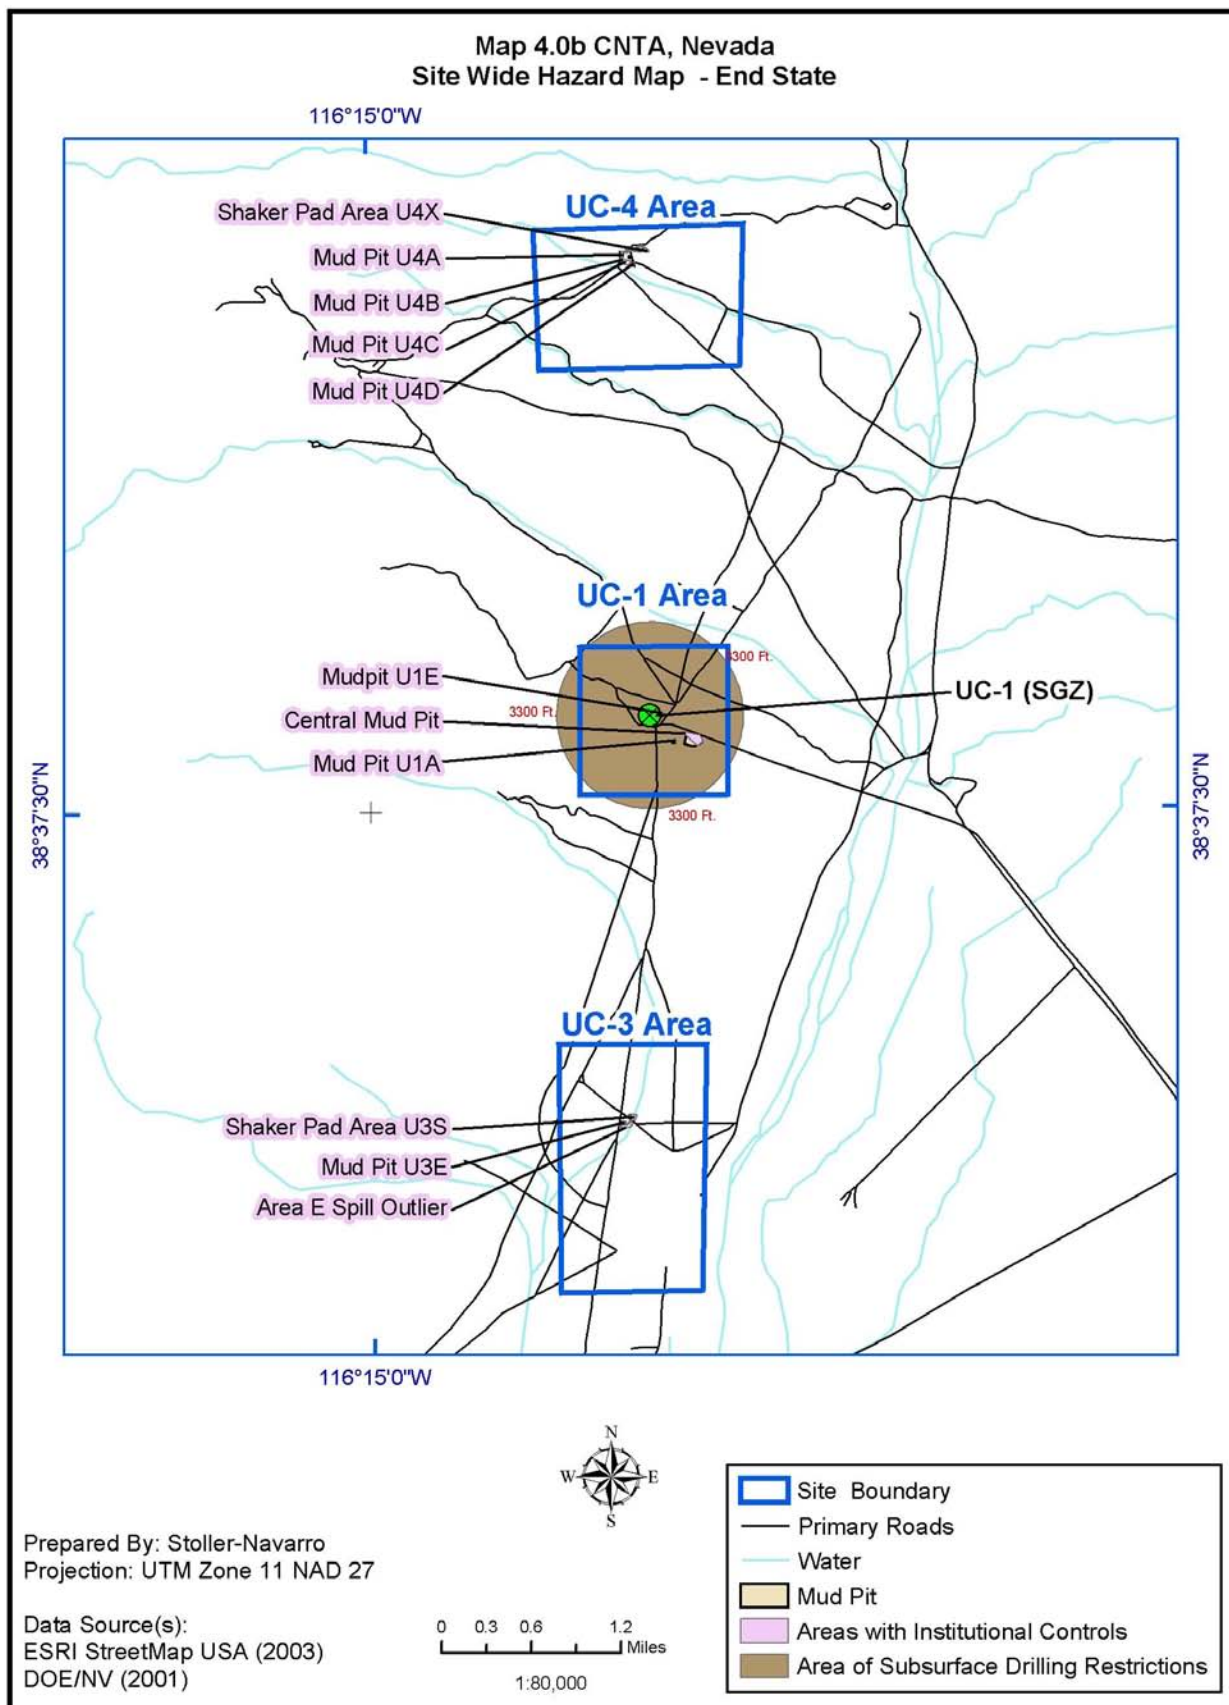 Map 4.0b CNTA, Nevada
Site Wide Hazard Map - End State
116°15'0"W
UC-4 Area
Shaker Pad Area U4X
Mud Pit U4A
Mud Pit U4B
Mud Pit U4C
Mud Pit U4D
UC-1 Area
3300 Ft.
Mudpit U1E
UC-1 (SGZ)
3300 Ft.
Central Mud Pit
Mud Pit U1A
38°37'30"N
38°37'30"N
3300 Ft.
UC-3 Area
Shaker Pad Area U3S
Mud Pit U3E
Area E Spill Outlier
116°15'0"W
N
W
E
S
Site Boundary
Primary Roads
Water
Mud Pit
Areas with Institutional Controls
Area of Subsurface Drilling Restrictions
Prepared By: Stoller-Navarro
Projection: UTM Zone 11 NAD 27
Data Source(s):
ESRI StreetMap USA (2003)
DOE/NV (2001)
0 0.3 0.6 1.2
Miles
1:80,000